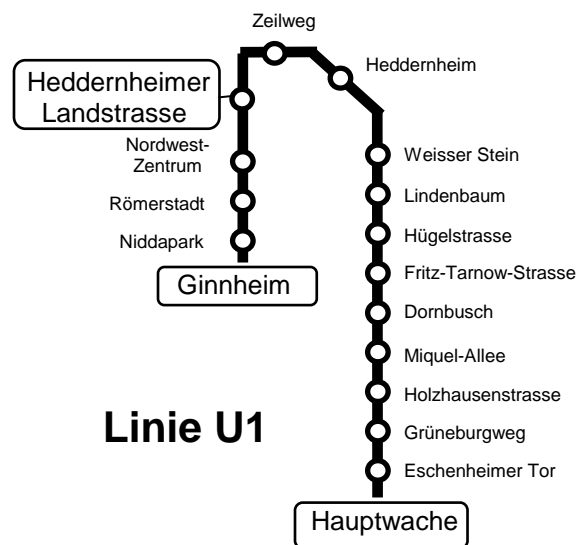 Zeilweg
Heddernheim
Heddernheimer
Landstrasse
Nordwest-
Zentrum
Römerstadt
Niddapark
Ginnheim
Weisser Stein
Lindenbaum
Hügelstrasse
Fritz-Tarnow-Strasse
Dornbusch
Miquel-Allee
Holzhausenstrasse
Grüneburgweg
Eschenheimer Tor
Hauptwache
Linie U1